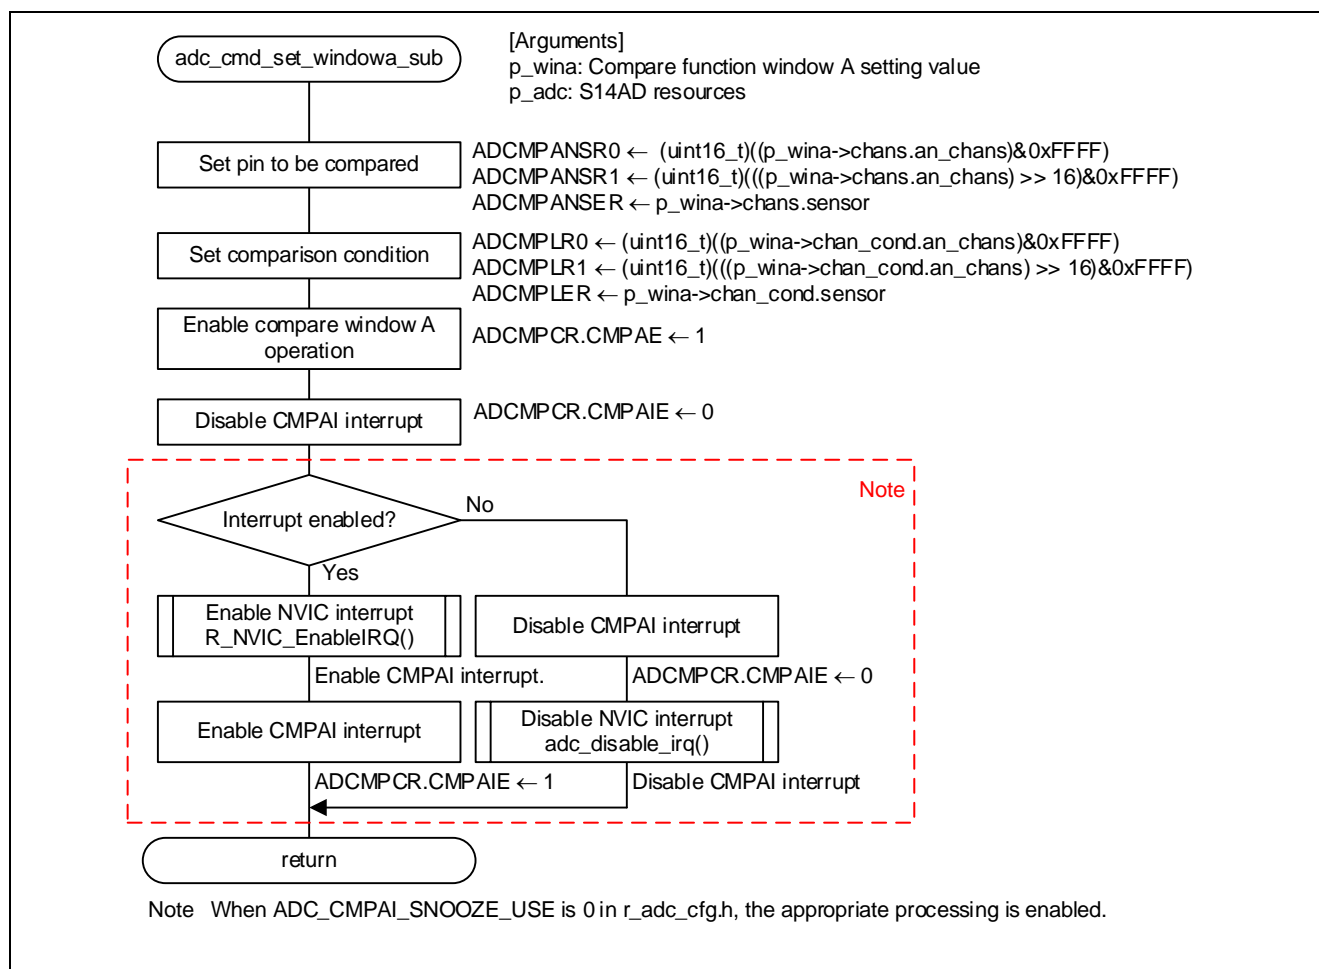 adc_cmd_set_windowa_sub
[Arguments]
p_wina: Compare function window A setting value
p_adc: S14AD resources
Set pin to be compared
ADCMPANSR0 ← (uint16_t)((p_wina->chans.an_chans)&0xFFFF)
ADCMPANSR1 ← (uint16_t)(((p_wina->chans.an_chans) >> 16)&0xFFFF)
ADCMPANSER ← p_wina->chans.sensor
Set comparison condition
ADCMPLR0 ← (uint16_t)((p_wina->chan_cond.an_chans)&0xFFFF)
ADCMPLR1 ← (uint16_t)(((p_wina->chan_cond.an_chans) >> 16)&0xFFFF)
ADCMPLER ← p_wina->chan_cond.sensor
Enable compare window A
operation
ADCMPCR.CMPAE ← 1
Disable CMPAI interrupt
ADCMPCR.CMPAIE ← 0
Note
Interrupt enabled?
No
Yes
Enable NVIC interrupt
R_NVIC_EnableIRQ()
Disable CMPAI interrupt
Enable CMPAI interrupt.
ADCMPCR.CMPAIE ← 0
Enable CMPAI interrupt
Disable NVIC interrupt
adc_disable_irq()
ADCMPCR.CMPAIE ← 1
Disable CMPAI interrupt
return
Note When ADC_CMPAI_SNOOZE_USE is 0 in r_adc_cfg.h, the appropriate processing is enabled.